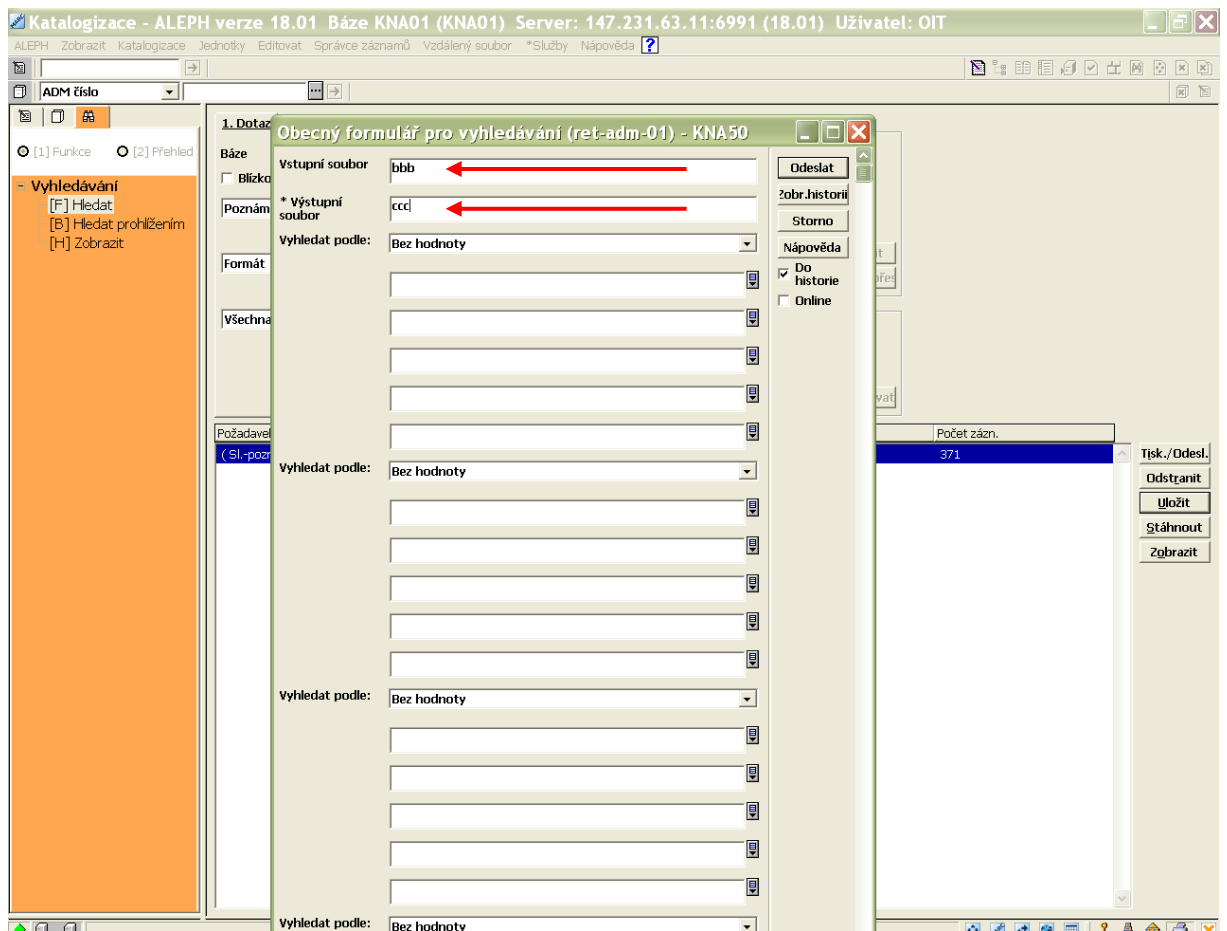 Katalogizace - ALEPH verze 18.01 Báze KNA01 (KNA01) Server: 147.231.63.11:6991 (18.01) Uživatel: OIT
ALEPH Zobrazit Katalogizace Jednotky Editovat Správce záznamů Vzdálený soubor *Služby Nápověda ?
ADM číslo
[1] Funkce [2] Přehled
Vyhledávání
[F] Hledat
[B] Hledat prohlížením
[H] Zobrazit
1. Dotaz
Báze
Blízko
Poznám
Formát
Všechna
Obecný formulář pro vyhledávání (ret-adm-01) - KNA50
Vstupní soubor bbb
* Výstupní soubor ccc
Vyhledat podle: Bez hodnoty
Vyhledat podle: Bez hodnoty
Vyhledat podle: Bez hodnoty
Vyhledat podle: Bez hodnoty
Odeslat
Zobr.historii
Storno
Nápověda
Do historie
Online
Požadavek Počet zázn.
( Sl.-pozn 371
Tisk./Odesl.
Odstranit
Uložit
Stáhnout
Zobrazit